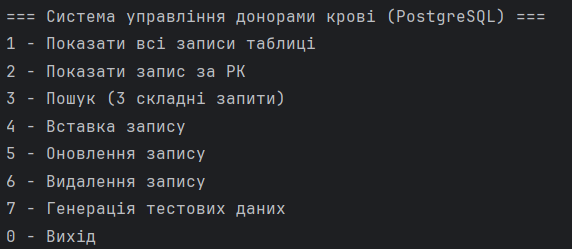 === Система управління донорами крові (PostgreSQL) ===
1 - Показати всі записи таблиці
2 - Показати запис за PK
3 - Пошук (3 складні запити)
4 - Вставка запису
5 - Оновлення запису
6 - Видалення запису
7 - Генерація тестових даних
0 - Вихід